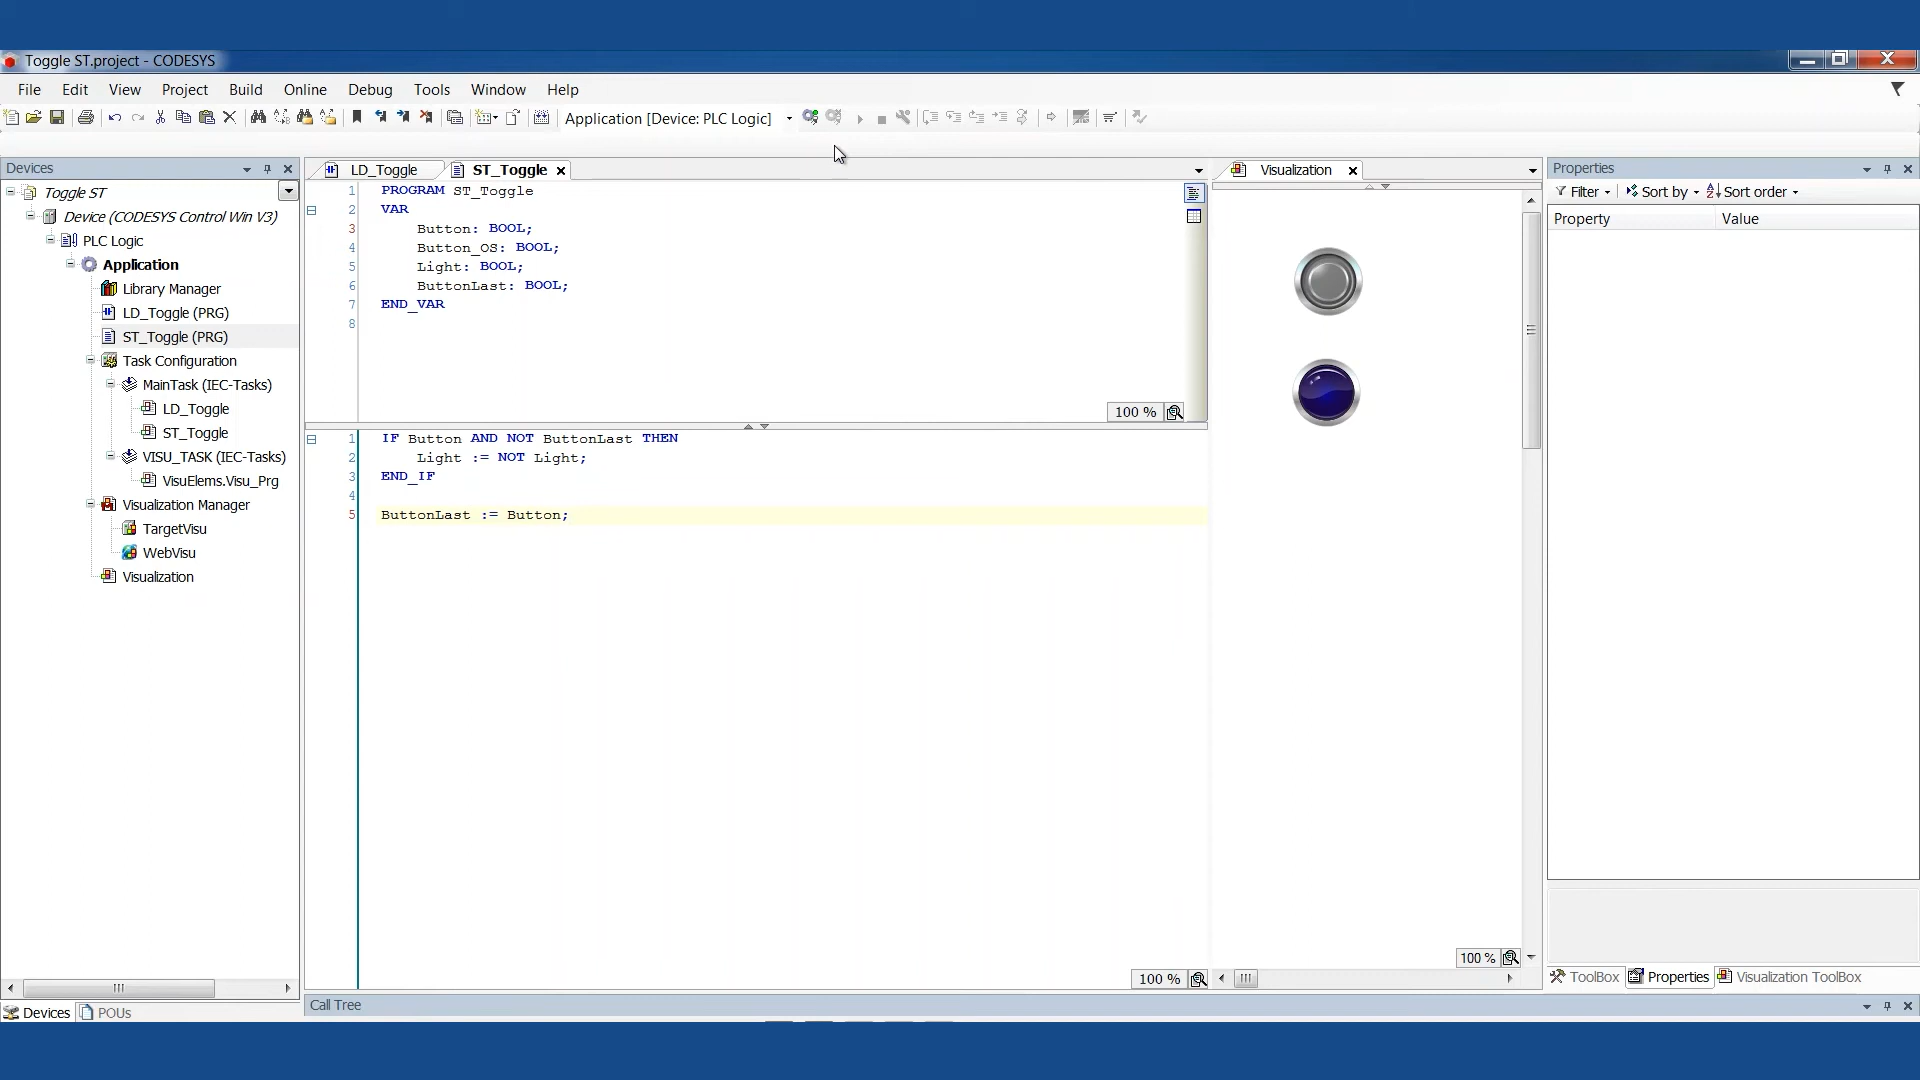 Toggle ST.project - CODESYS
File Edit View Project Build Online Debug Tools Window Help
Application [Device: PLC Logic]
Devices
Toggle ST
Device (CODESYS Control Win V3)
PLC Logic
Application
Library Manager
LD_Toggle (PRG)
ST_Toggle (PRG)
Task Configuration
MainTask (IEC-Tasks)
LD_Toggle
ST_Toggle
VISU_TASK (IEC-Tasks)
VisuElems.Visu_Prg
Visualization Manager
TargetVisu
WebVisu
Visualization
Devices POUs
LD_Toggle ST_Toggle
1 PROGRAM ST_Toggle
2 VAR
3 Button: BOOL;
4 Button_OS: BOOL;
5 Light: BOOL;
6 ButtonLast: BOOL;
7 END_VAR
8
100 %
1 IF Button AND NOT ButtonLast THEN
2 Light := NOT Light;
3 END_IF
4
5 ButtonLast := Button;
100 %
Call Tree
Visualization
100 %
Properties
Filter Sort by Sort order
Property Value
ToolBox Properties Visualization ToolBox